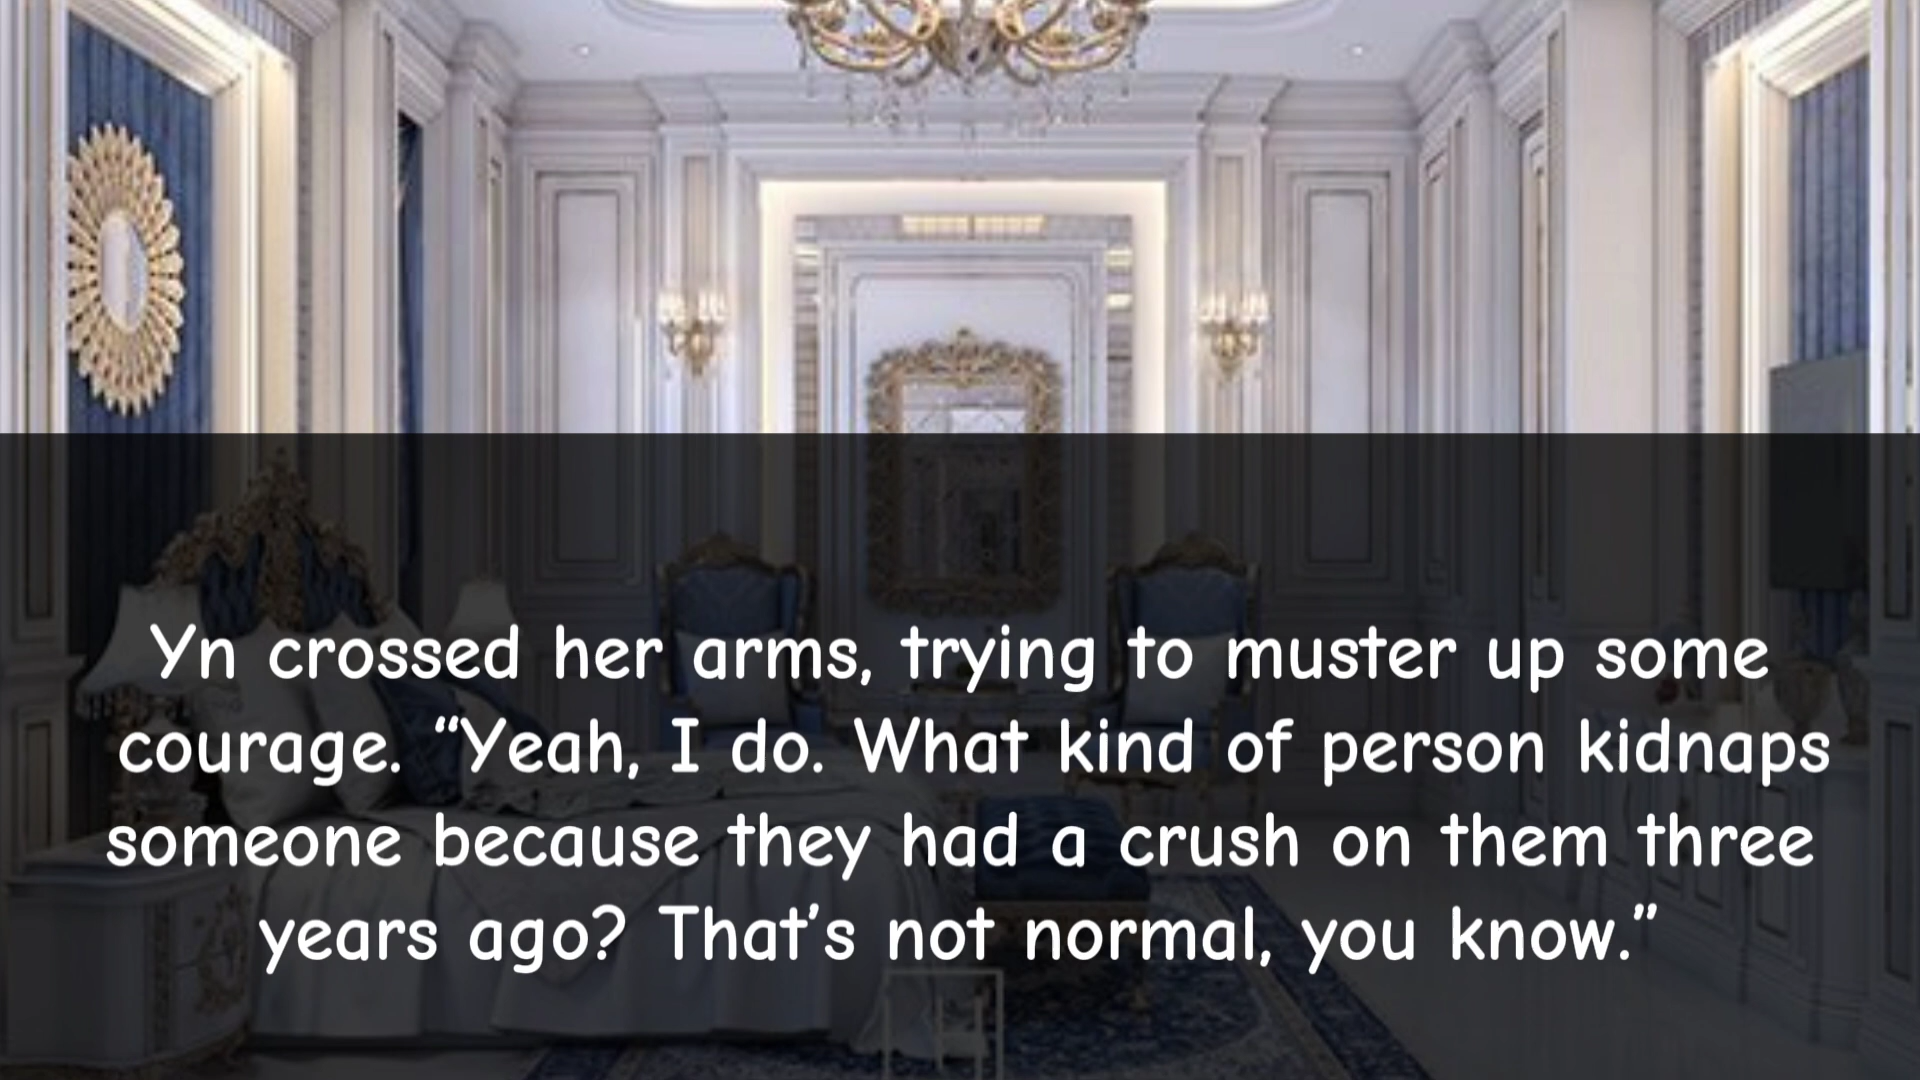 Yn crossed her arms, trying to muster up some
courage. “Yeah, I do. What kind of person kidnaps
someone because they had a crush on them three
years ago? That’s not normal, you know.”